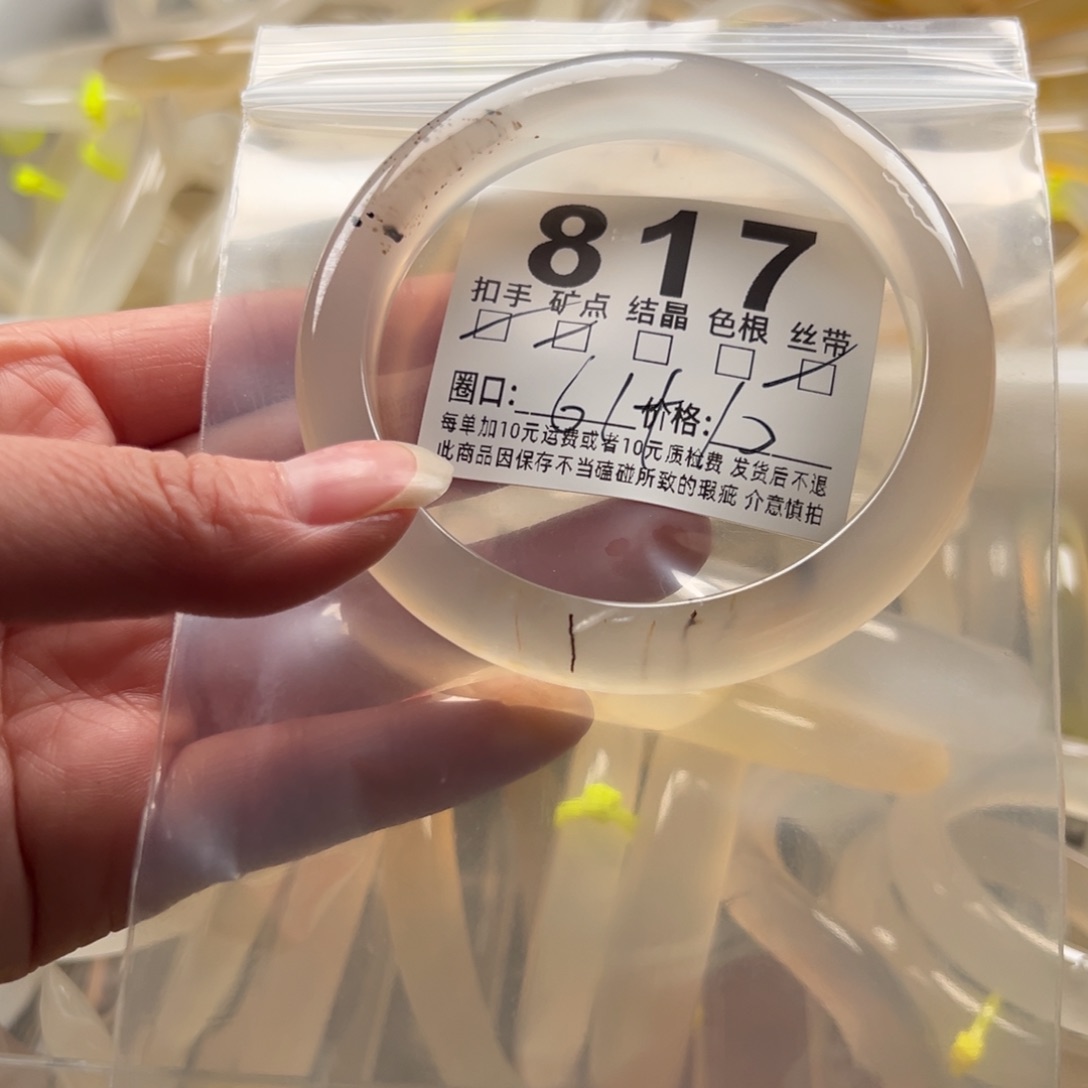 817
扣手 矿点 结晶 色根 丝带
圈口: 61 价格:
每单加10元运费或者10元质检费 发货后不退
此商品因保存不当磕碰所致的瑕疵 介意慎拍